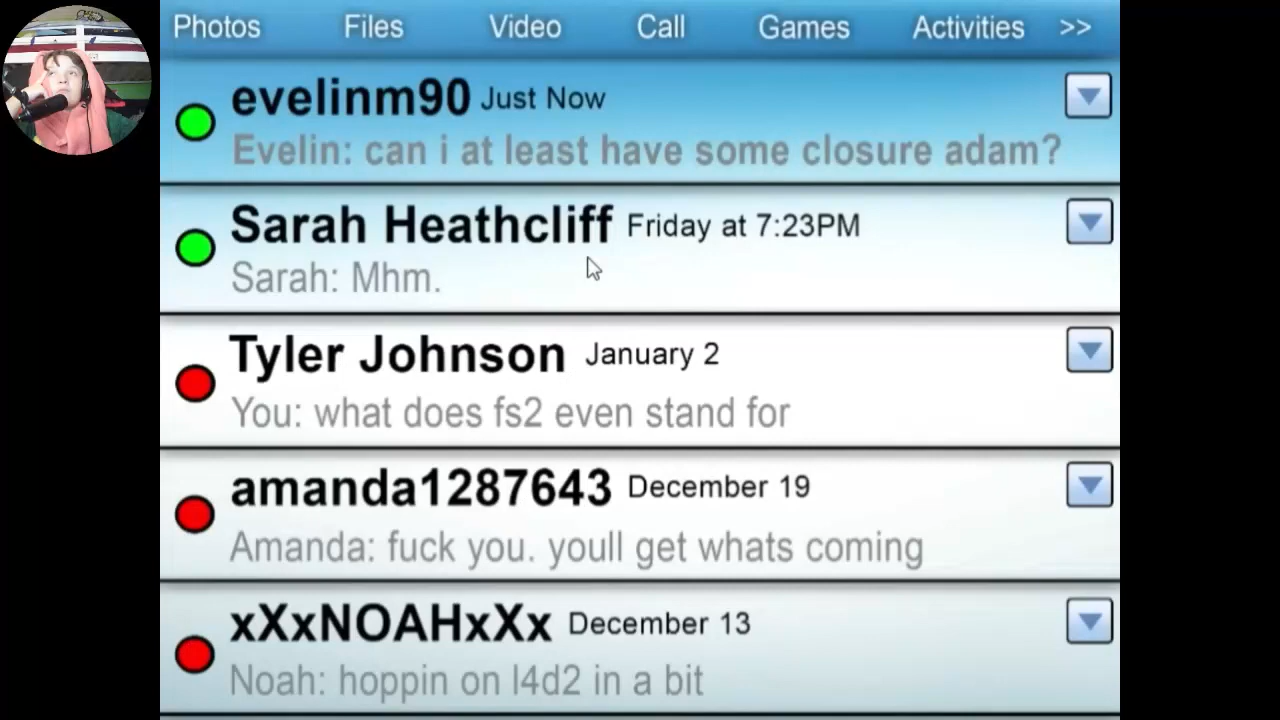 Photos Files Video Call Games Activities >>
evelinm90 Just Now
Evelin: can i at least have some closure adam?
Sarah Heathcliff Friday at 7:23PM
Sarah: Mhm.
Tyler Johnson January 2
You: what does fs2 even stand for
amanda1287643 December 19
Amanda: fuck you. youll get whats coming
xXxNOAHxXx December 13
Noah: hoppin on l4d2 in a bit